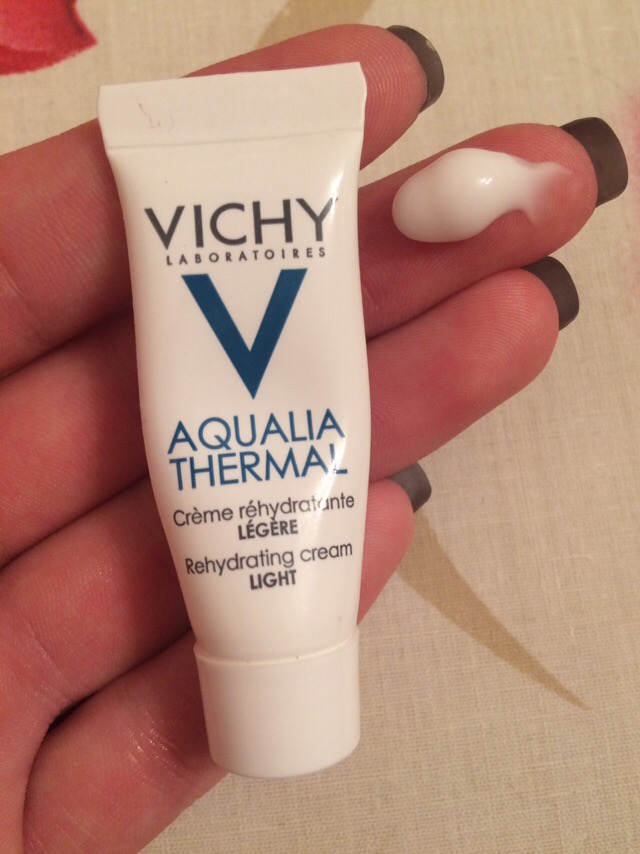 VICHY
LABORATOIRES
V
AQUALIA
THERMAL
Crème réhydratante
LÉGÈRE
Rehydrating cream
LIGHT